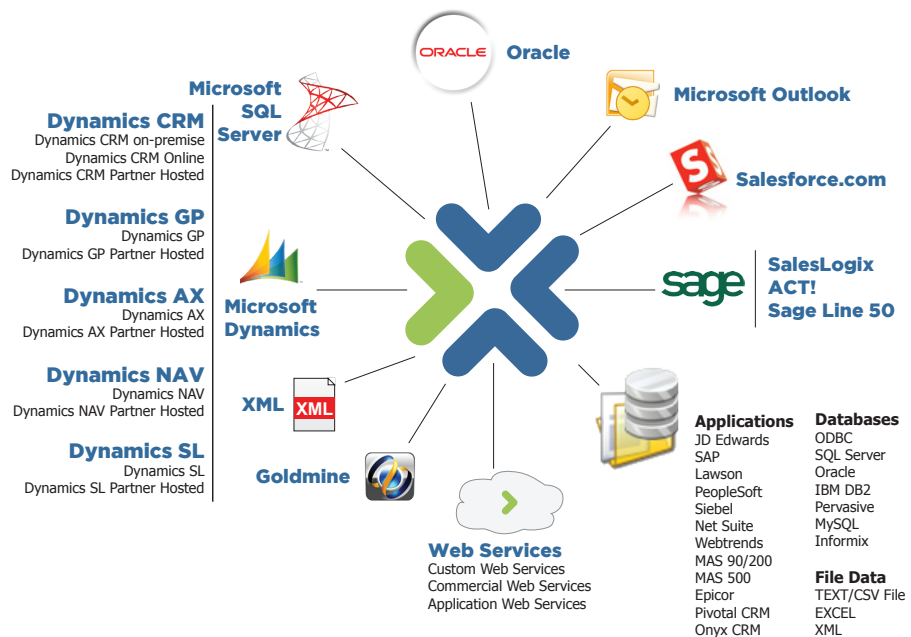 ORACLE
Oracle
Microsoft
SQL
Server
Microsoft Outlook
S
Salesforce.com
Dynamics CRM
Dynamics CRM on-premise
Dynamics CRM Online
Dynamics CRM Partner Hosted
Dynamics GP
Dynamics GP
Dynamics GP Partner Hosted
Dynamics AX
Dynamics AX
Dynamics AX Partner Hosted
Dynamics NAV
Dynamics NAV
Dynamics NAV Partner Hosted
Dynamics SL
Dynamics SL
Dynamics SL Partner Hosted
Microsoft
Dynamics
sage
SalesLogix
ACT!
Sage Line 50
XML
XML
Goldmine
Web Services
Custom Web Services
Commercial Web Services
Application Web Services
Applications
JD Edwards
SAP
Lawson
PeopleSoft
Siebel
Net Suite
Webtrends
MAS 90/200
MAS 500
Epicor
Pivotal CRM
Onyx CRM
Databases
ODBC
SQL Server
Oracle
IBM DB2
Pervasive
MySQL
Informix
File Data
TEXT/CSV File
EXCEL
XML